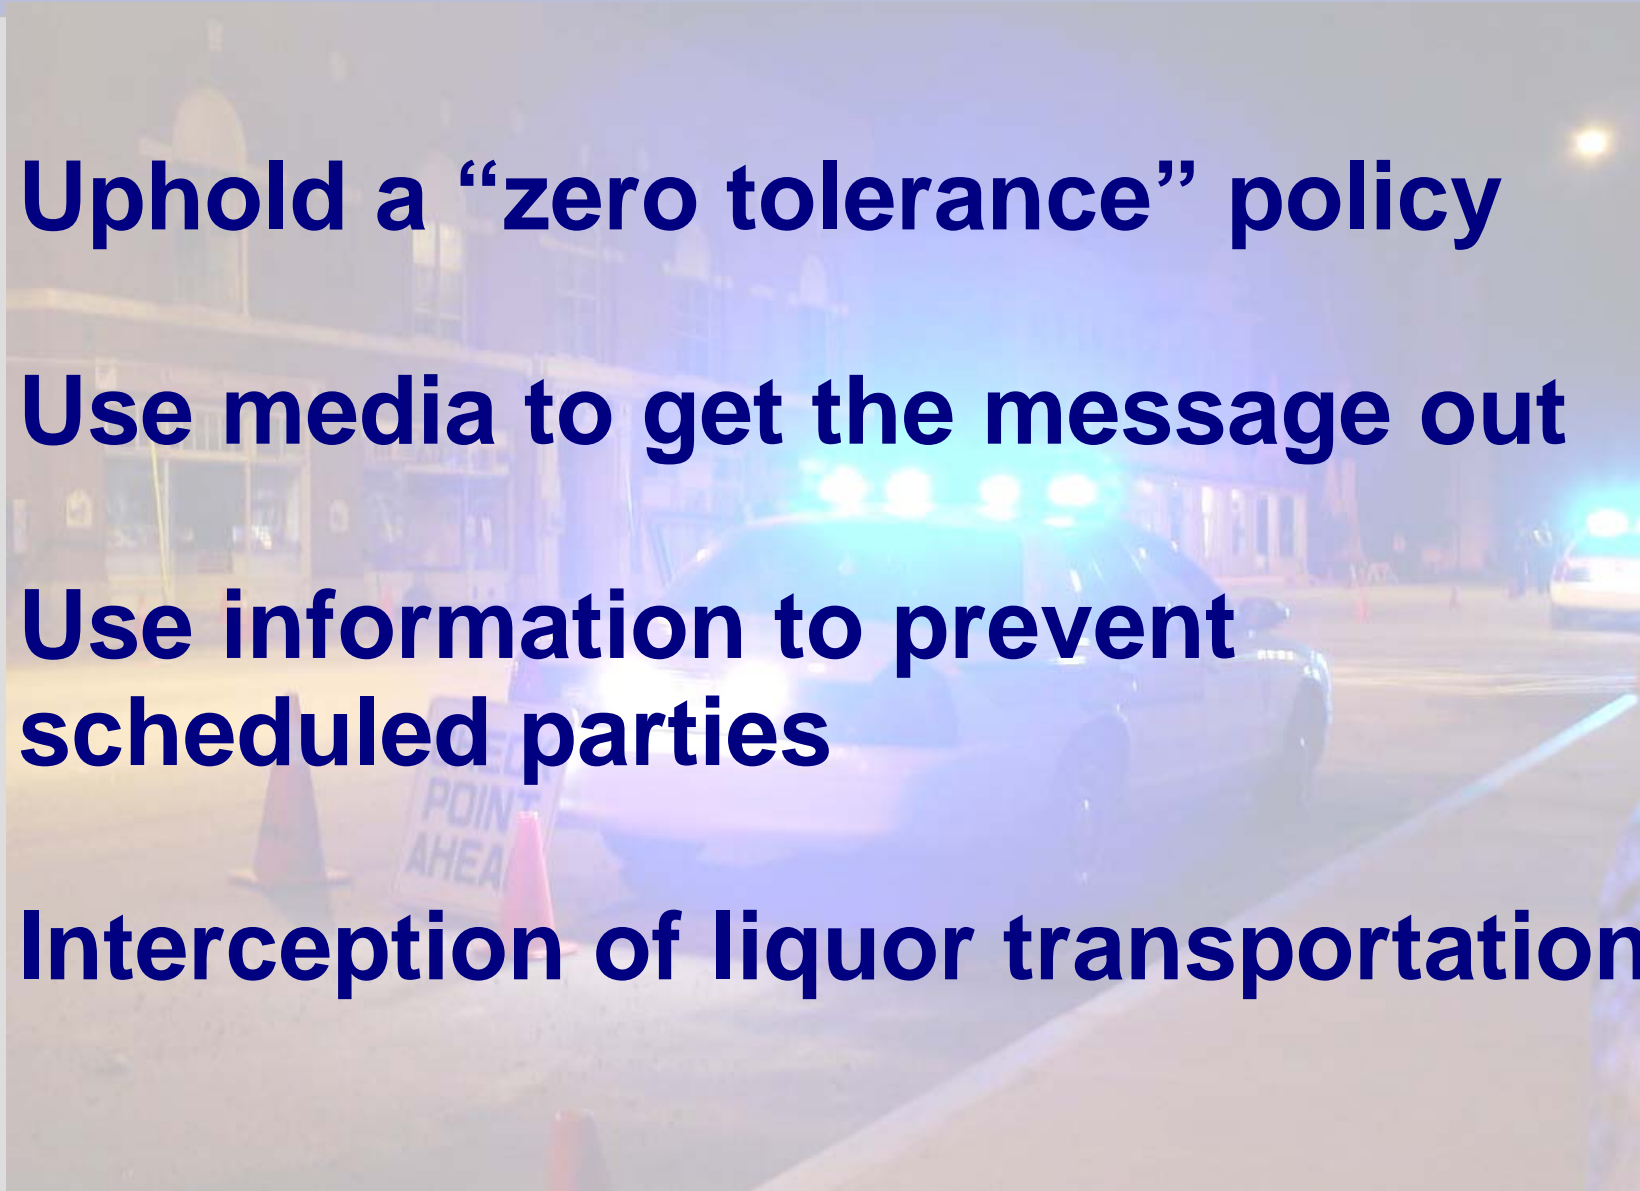 Uphold a “zero tolerance” policy
Use media to get the message out
Use information to prevent
scheduled parties
Interception of liquor transportation
POINT